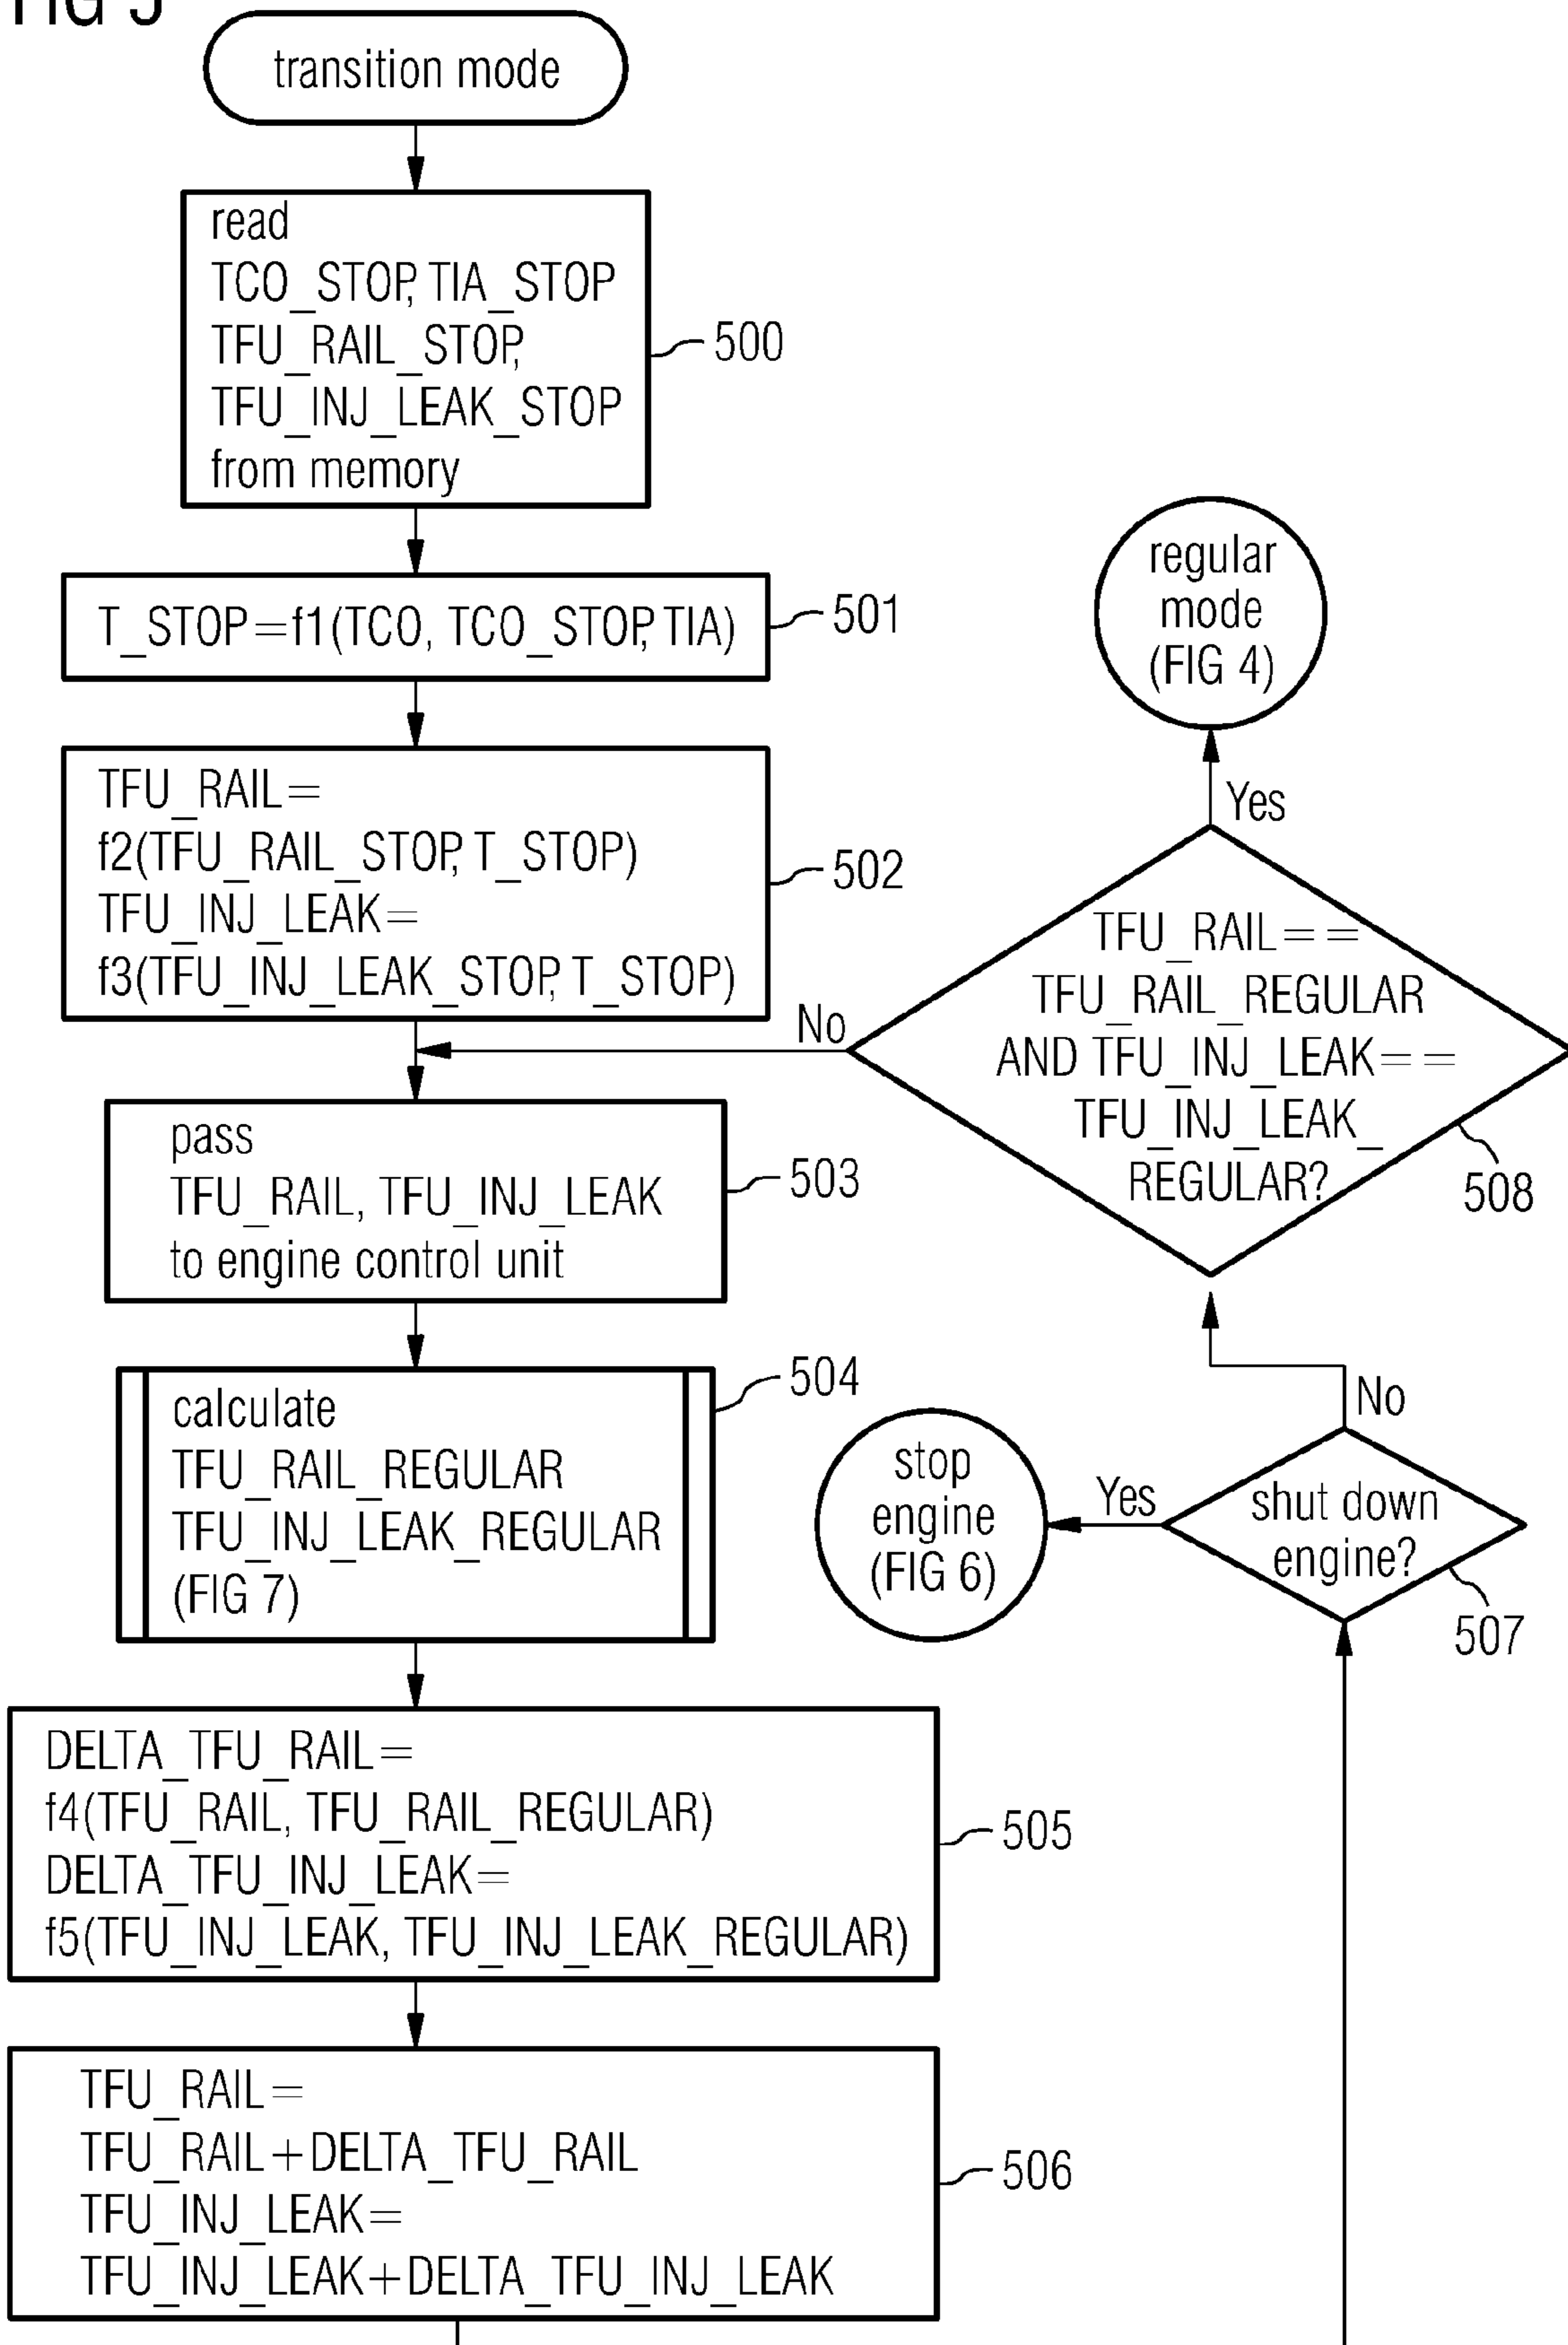 FIG 5
transition mode
read
TCO_STOP, TIA_STOP
TFU_RAIL_STOP,
TFU_INJ_LEAK_STOP
from memory
500
T_STOP=f1(TCO, TCO_STOP, TIA)
501
TFU_RAIL=
f2(TFU_RAIL_STOP, T_STOP)
TFU_INJ_LEAK=
f3(TFU_INJ_LEAK_STOP, T_STOP)
502
pass
TFU_RAIL, TFU_INJ_LEAK
to engine control unit
503
calculate
TFU_RAIL_REGULAR
TFU_INJ_LEAK_REGULAR
(FIG 7)
504
DELTA_TFU_RAIL=
f4(TFU_RAIL, TFU_RAIL_REGULAR)
DELTA_TFU_INJ_LEAK=
f5(TFU_INJ_LEAK, TFU_INJ_LEAK_REGULAR)
505
TFU_RAIL=
TFU_RAIL+DELTA_TFU_RAIL
TFU_INJ_LEAK=
TFU_INJ_LEAK+DELTA_TFU_INJ_LEAK
506
regular
mode
(FIG 4)
Yes
No
TFU_RAIL==
TFU_RAIL_REGULAR
AND TFU_INJ_LEAK==
TFU_INJ_LEAK_
REGULAR?
508
No
stop
engine
(FIG 6)
Yes
shut down
engine?
507